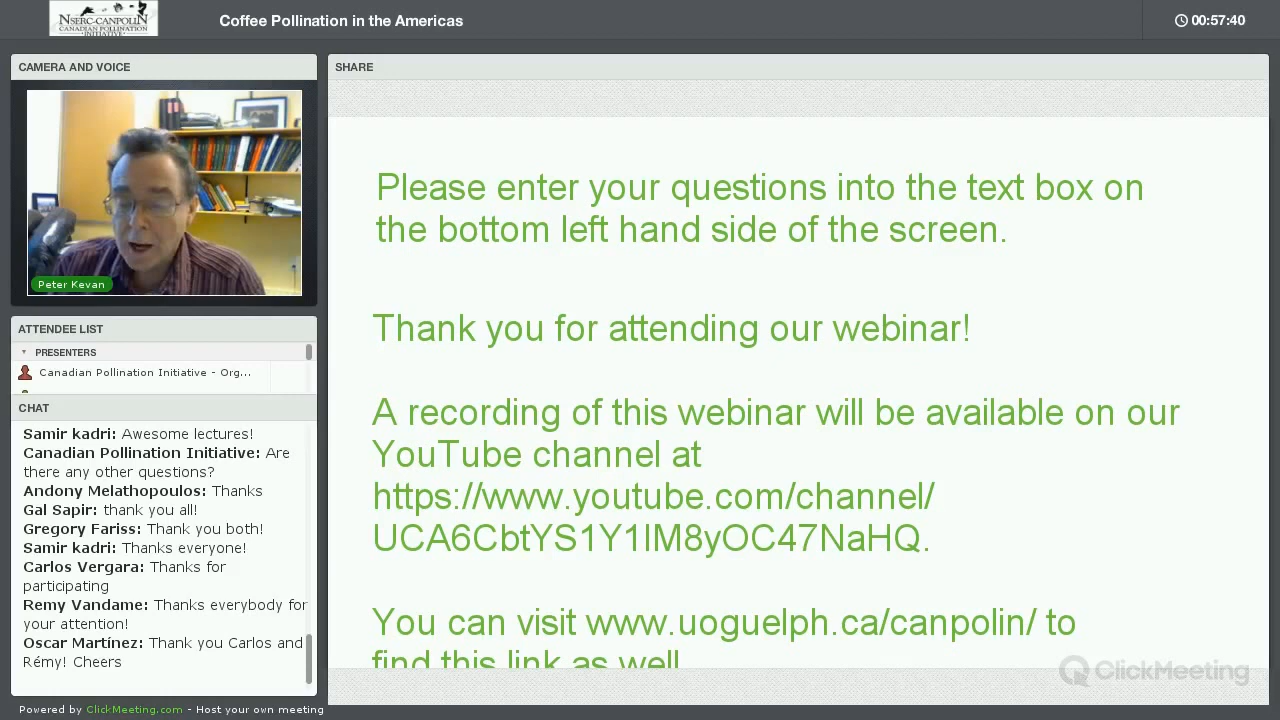 NSERC-CANPOLIN
CANADIAN POLLINATION
INITIATIVE
Coffee Pollination in the Americas
00:57:40
CAMERA AND VOICE
Peter Kevan
ATTENDEE LIST
PRESENTERS
Canadian Pollination Initiative - Org...
CHAT
Samir kadri: Awesome lectures!
Canadian Pollination Initiative: Are
there any other questions?
Andony Melathopoulos: Thanks
Gal Sapir: thank you all!
Gregory Fariss: Thank you both!
Samir kadri: Thanks everyone!
Carlos Vergara: Thanks for
participating
Remy Vandame: Thanks everybody for
your attention!
Oscar Martínez: Thank you Carlos and
Rémy! Cheers
Powered by ClickMeeting.com - Host your own meeting
SHARE
Please enter your questions into the text box on
the bottom left hand side of the screen.
Thank you for attending our webinar!
A recording of this webinar will be available on our
YouTube channel at
https://www.youtube.com/channel/
UCA6CbtYS1Y1IM8yOC47NaHQ.
You can visit www.uoguelph.ca/canpolin/ to
find this link as well
ClickMeeting